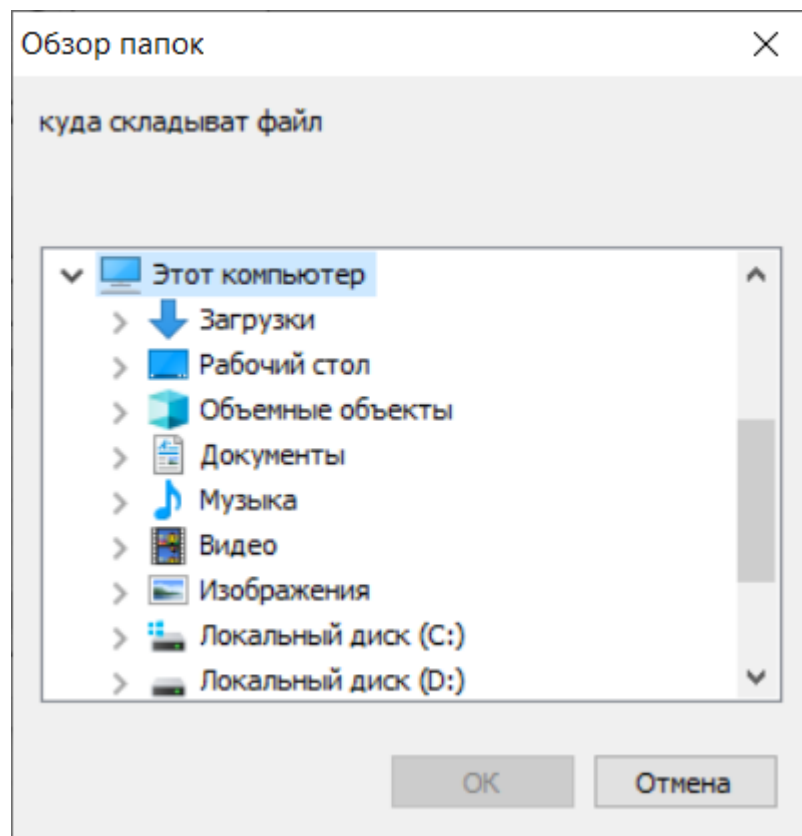 Обзор папок
куда складыват файл
Этот компьютер
Загрузки
Рабочий стол
Объемные объекты
Документы
Музыка
Видео
Изображения
Локальный диск (C:)
Локальный диск (D:)
ОК
Отмена